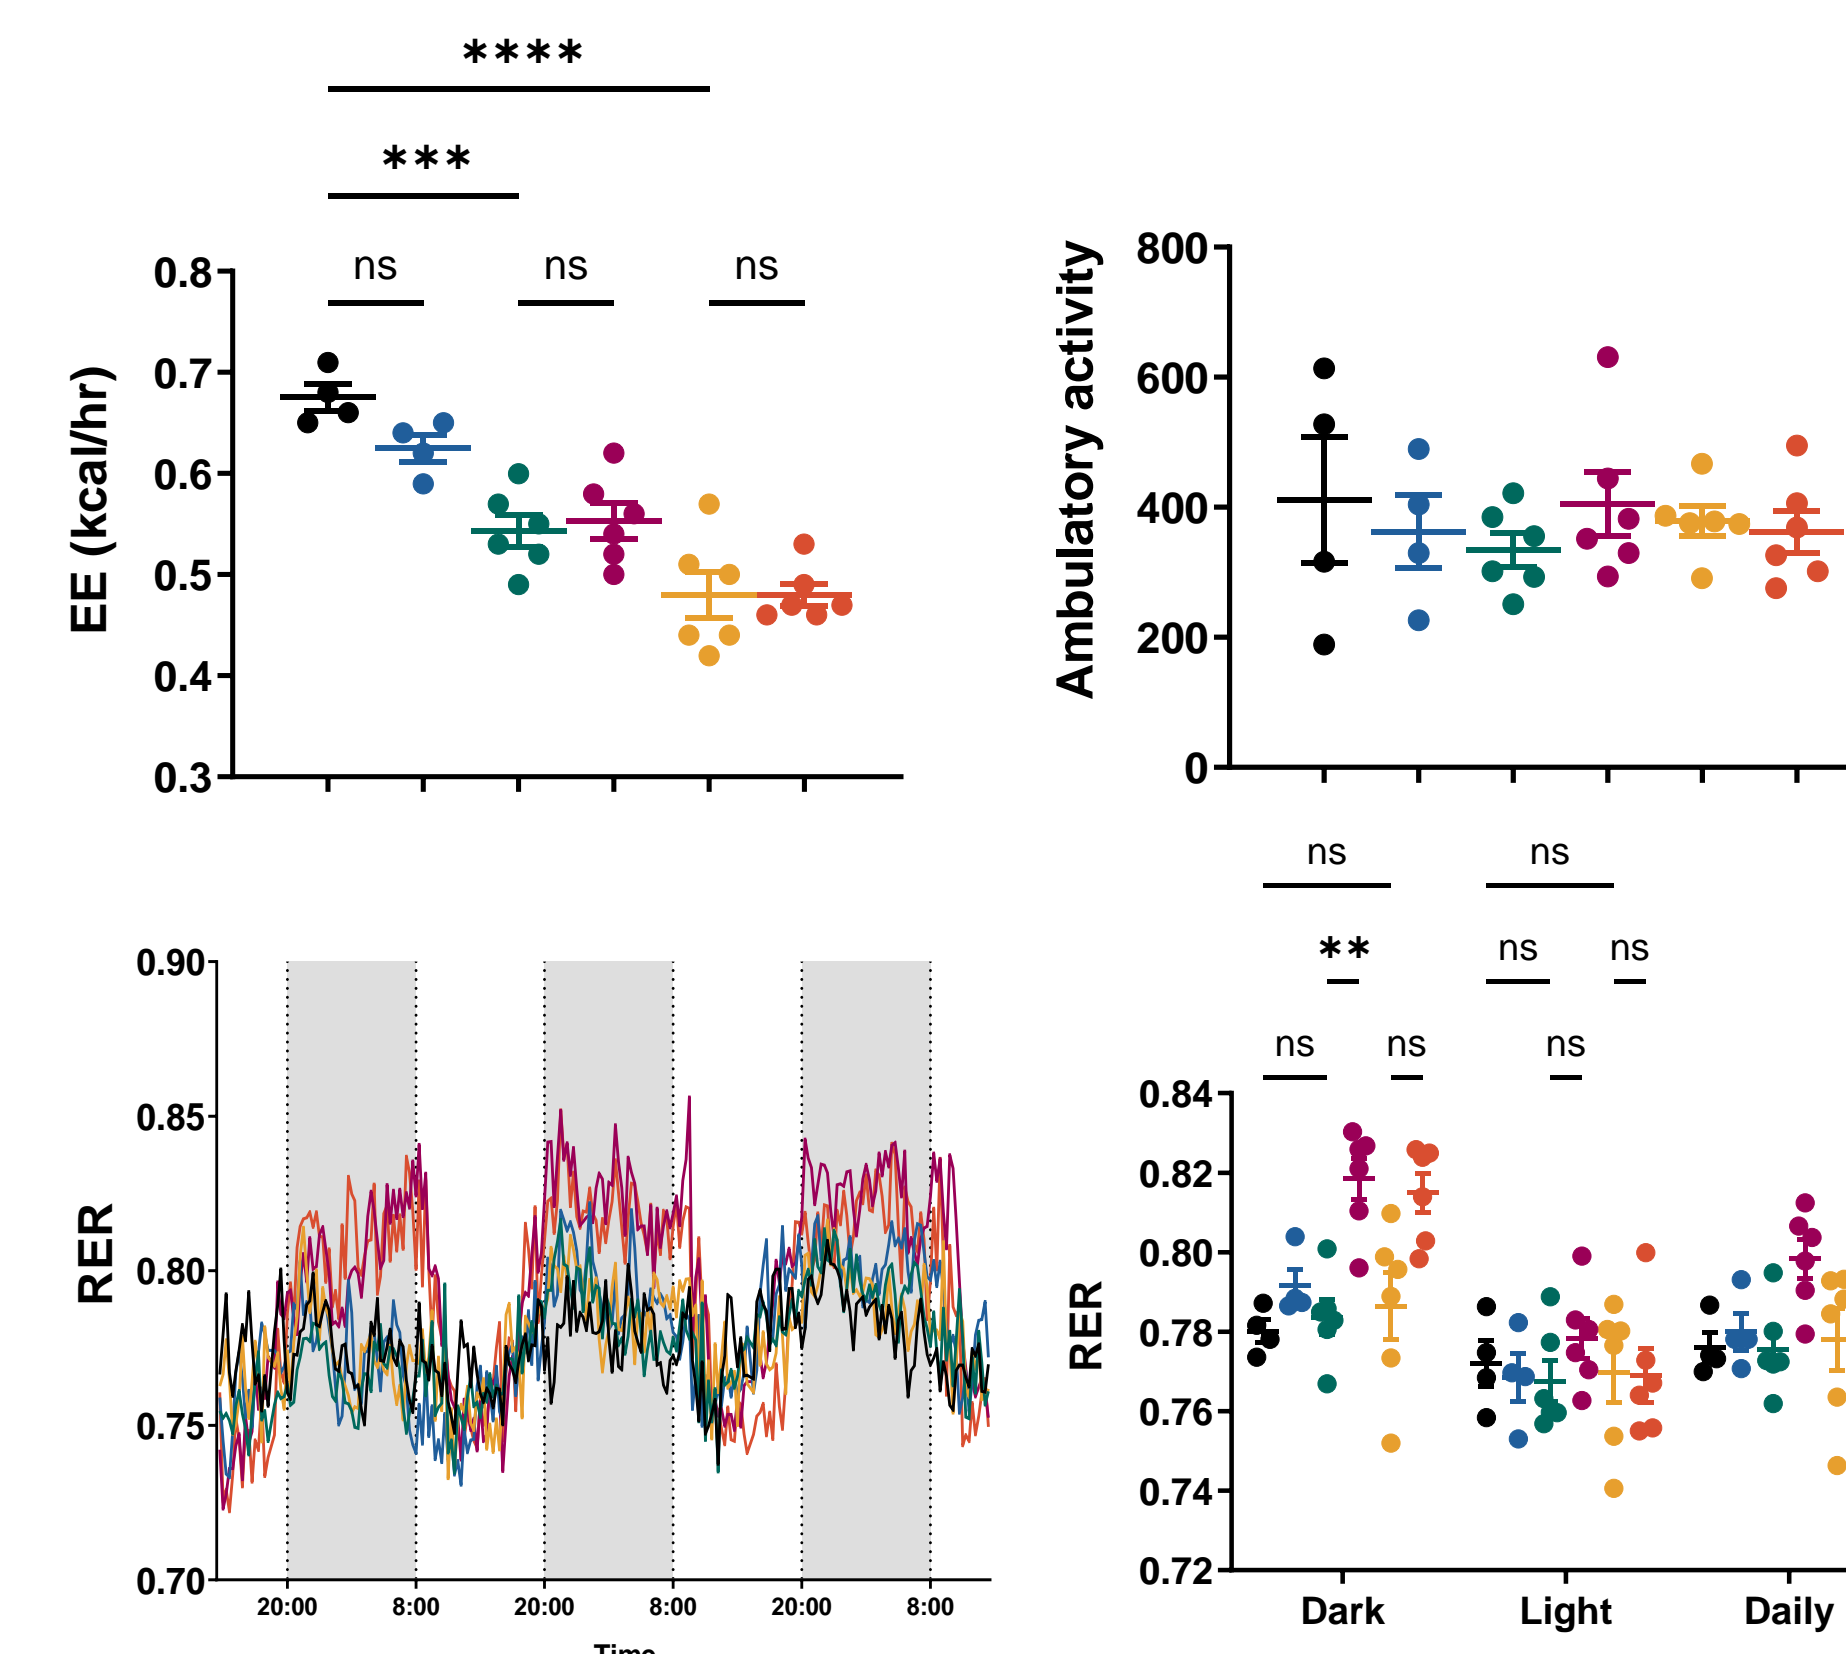 ****
***
ns ns ns
EE (kcal/hr)
0.8
0.7
0.6
0.5
0.4
0.3
Ambulatory activity
800
600
400
200
0
RER
0.90
0.85
0.80
0.75
0.70
20:00 8:00 20:00 8:00 20:00 8:00
Time
ns ns
** ns ns
ns ns ns
RER
0.84
0.82
0.80
0.78
0.76
0.74
0.72
Dark Light Daily